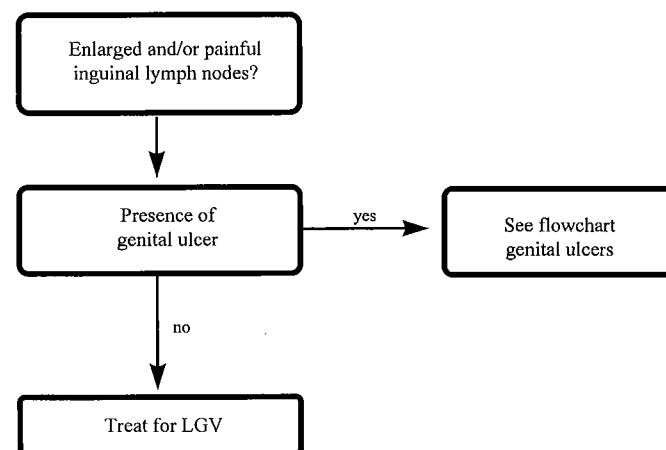 Enlarged and/or painful
inguinal lymph nodes?
Presence of
genital ulcer
yes
See flowchart
genital ulcers
no
Treat for LGV